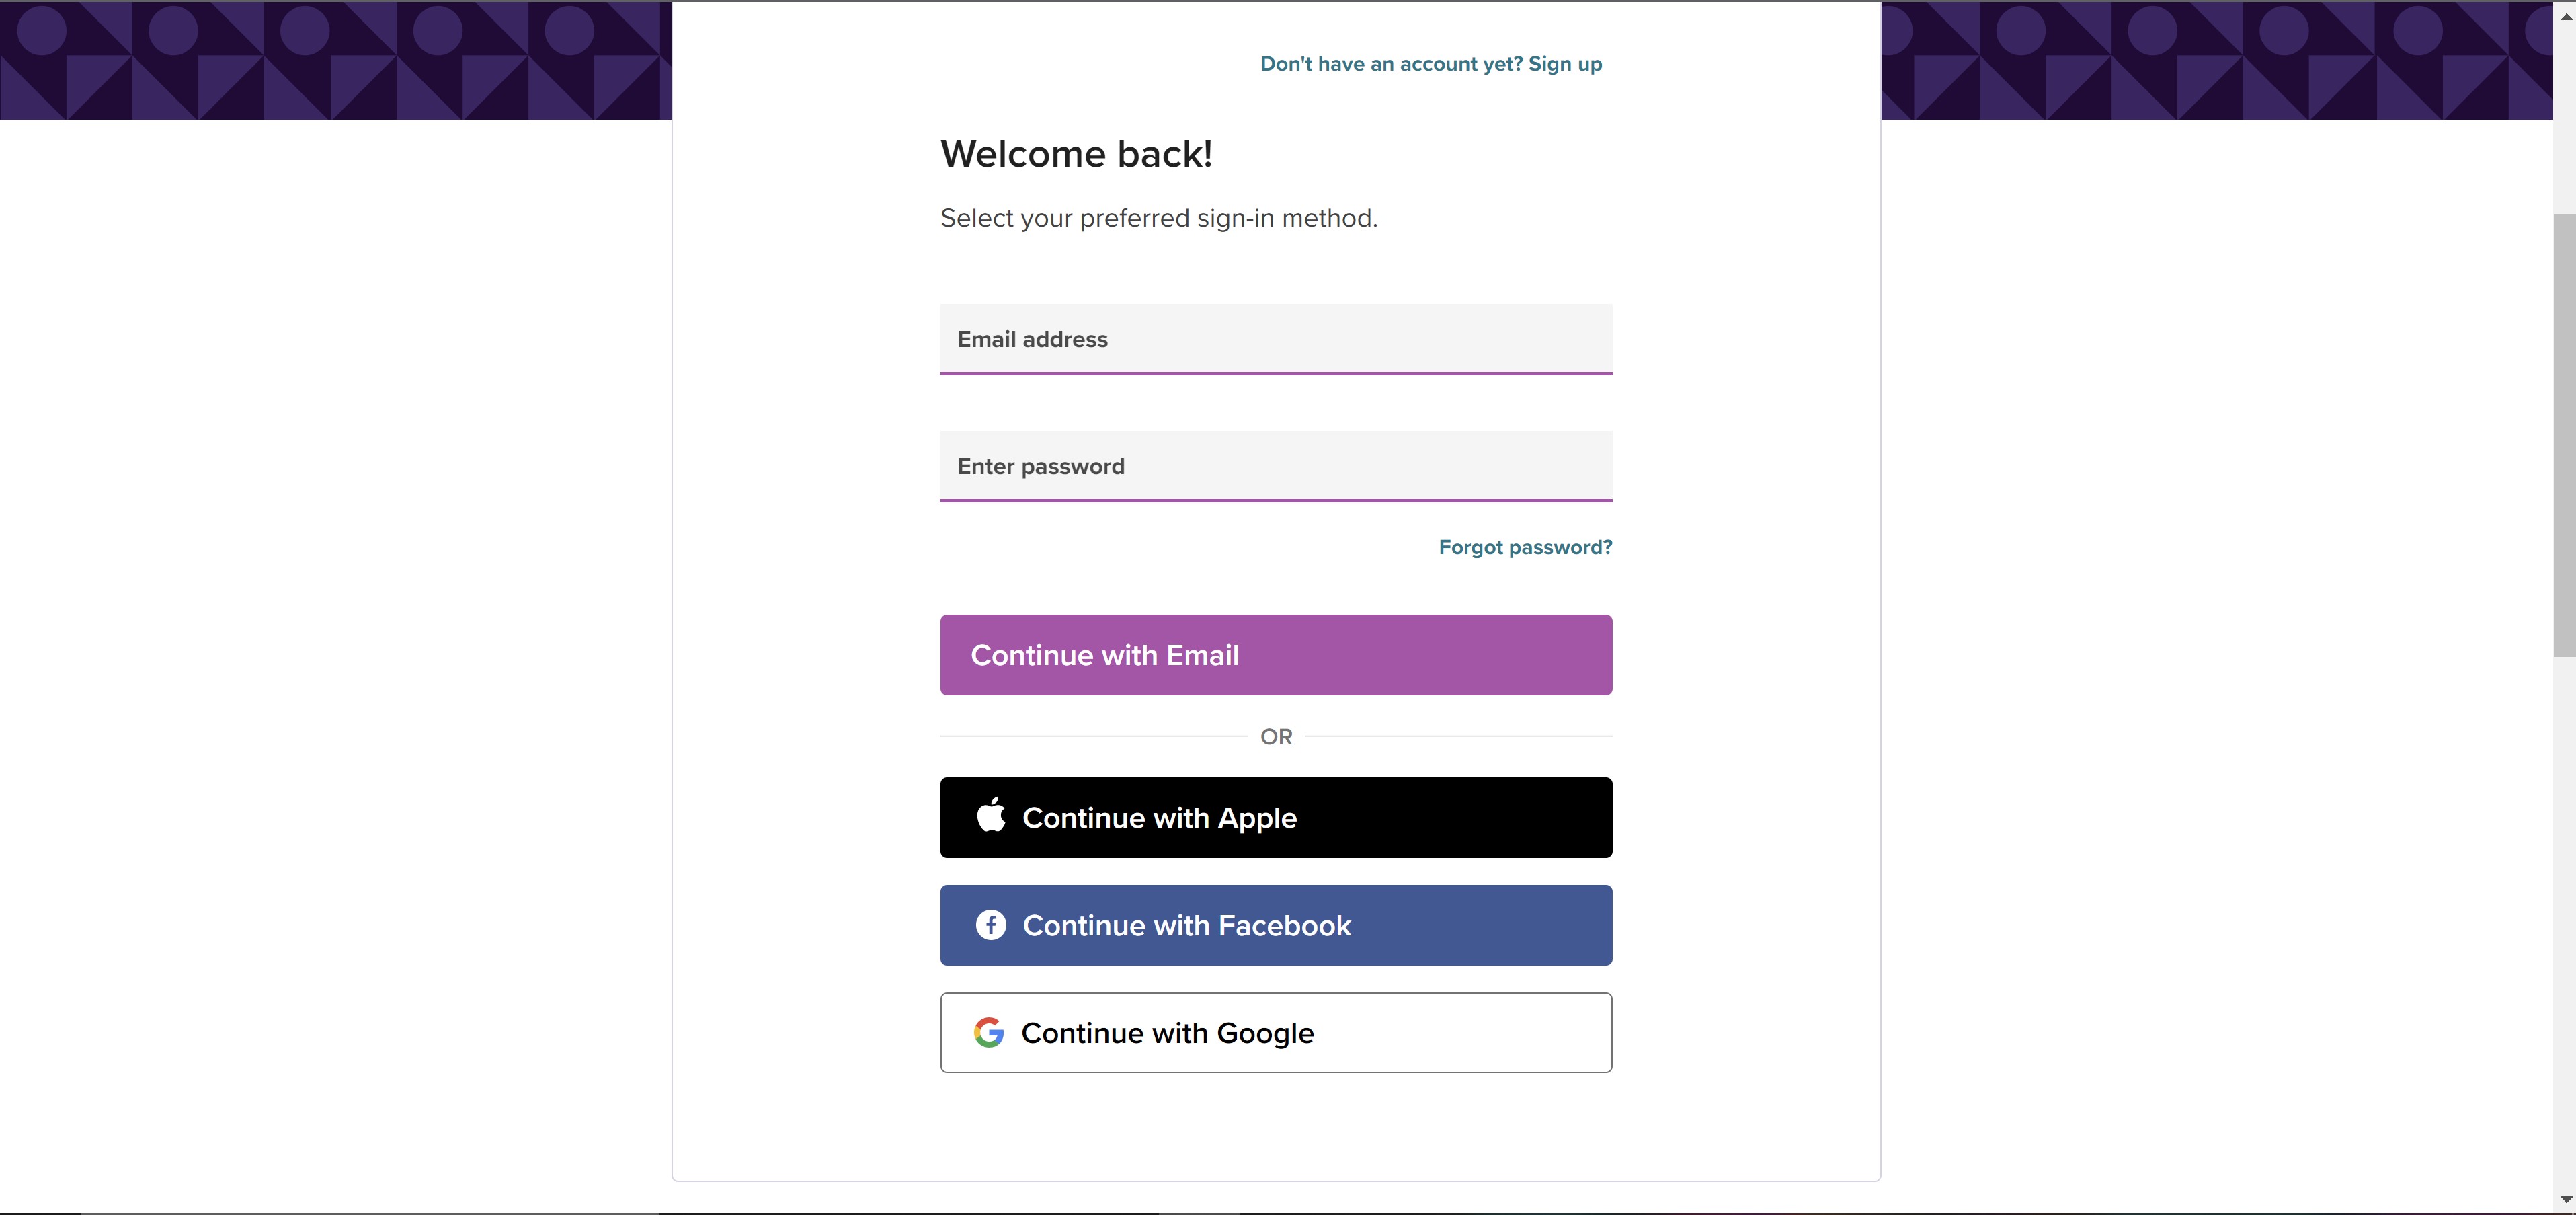 Don't have an account yet? Sign up
Welcome back!
Select your preferred sign-in method.
Email address
Enter password
Forgot password?
Continue with Email
OR
Continue with Apple
Continue with Facebook
Continue with Google